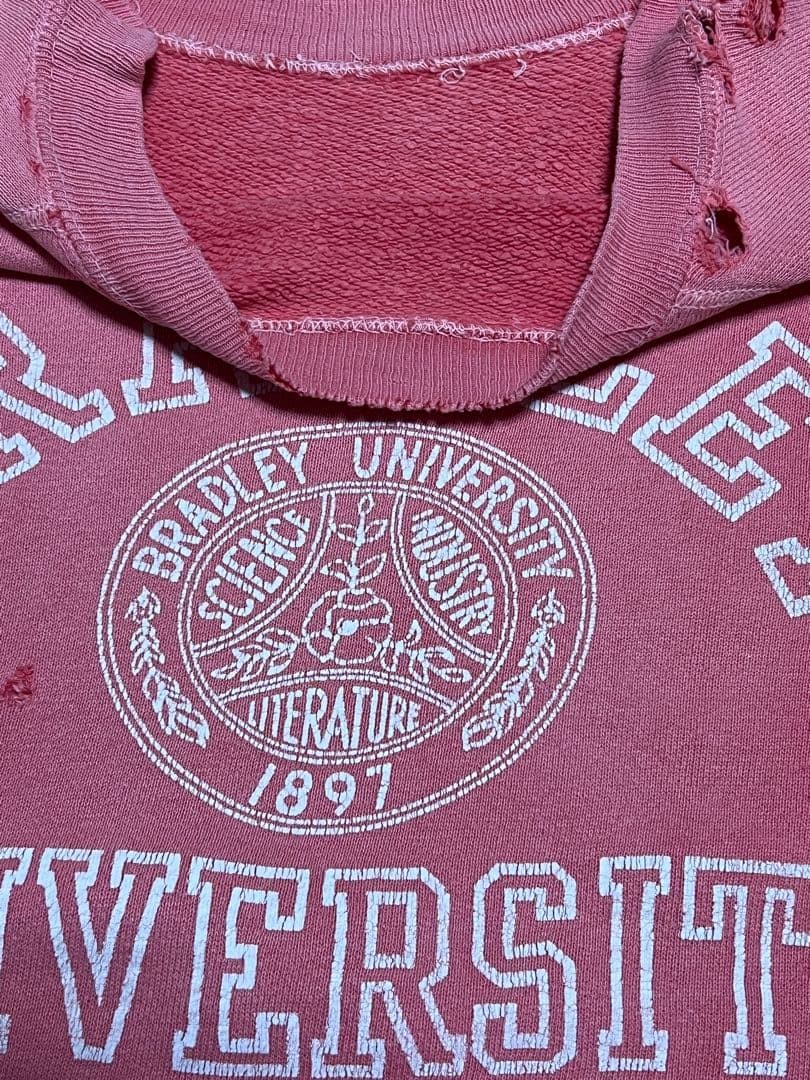 BRADLEY UNIVERSITY
SCIENCE
INDUSTRY
LITERATURE
1897
IVERSIT